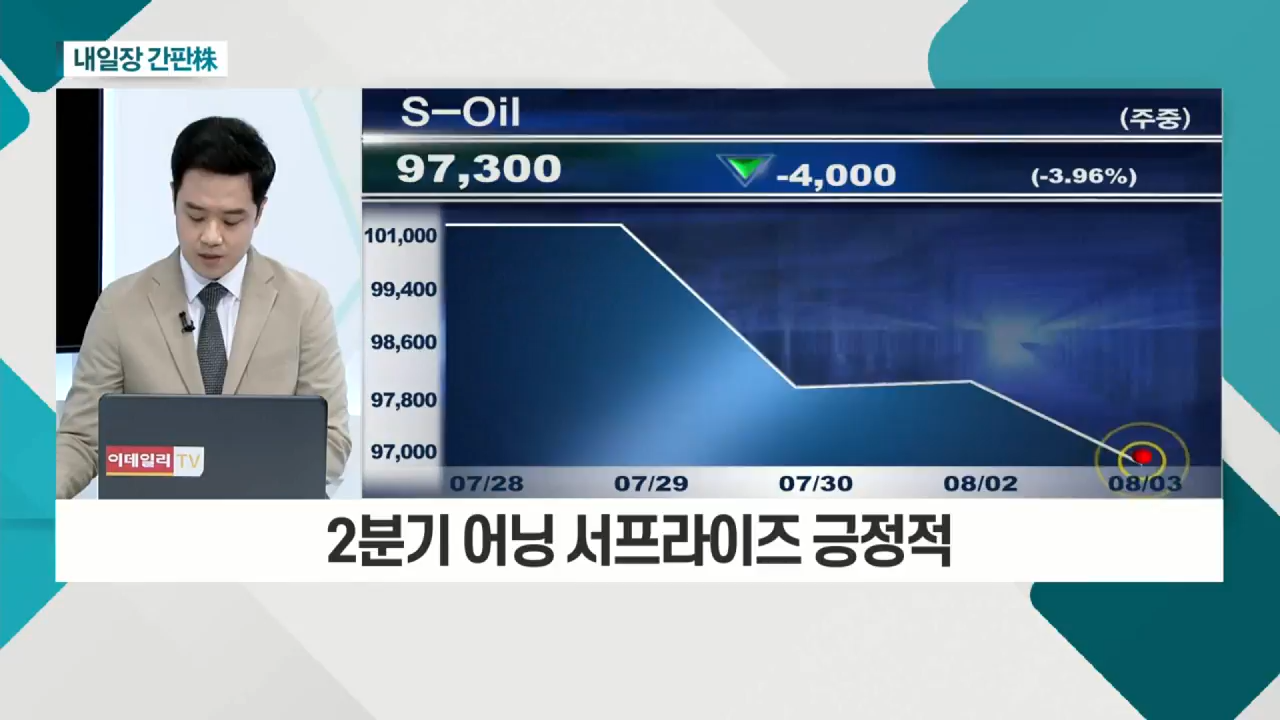 내일장 간판株
S-Oil
(주중)
97,300
-4,000
(-3.96%)
101,000
99,400
98,600
97,800
97,000
07/28
07/29
07/30
08/02
08/03
이데일리 TV
2분기 어닝 서프라이즈 긍정적